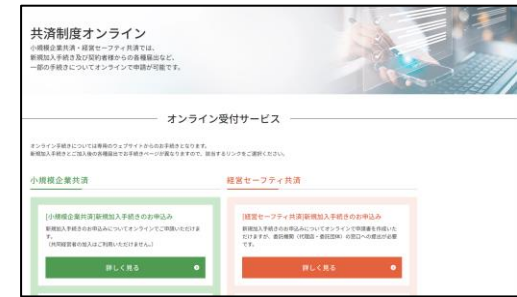 共済制度オンライン
小規模企業共済・経営セーフティ共済では、
新規加入手続き及び契約者様からの各種届出など、
一部の手続きについてオンラインで申請が可能です。
オンライン受付サービス
オンライン手続きについては専用のウェブサイトからのお手続きとなります。
新規加入手続きとご加入後の各種届出でお手続きページが異なりますので、該当するリンクをご選択ください。
小規模企業共済
[小規模企業共済]新規加入手続きのお申込み
新規加入手続きのお申込みについてオンラインでご申請いただけま
す。
（共同経営者の加入はご利用いただけません。）
詳しく見る
経営セーフティ共済
[経営セーフティ共済]新規加入手続きのお申込み
新規加入手続きのお申込みについてオンラインで申請書を作成いた
だけますが、委託機関（代理店・委託団体）の窓口への提出が必要
です。
詳しく見る